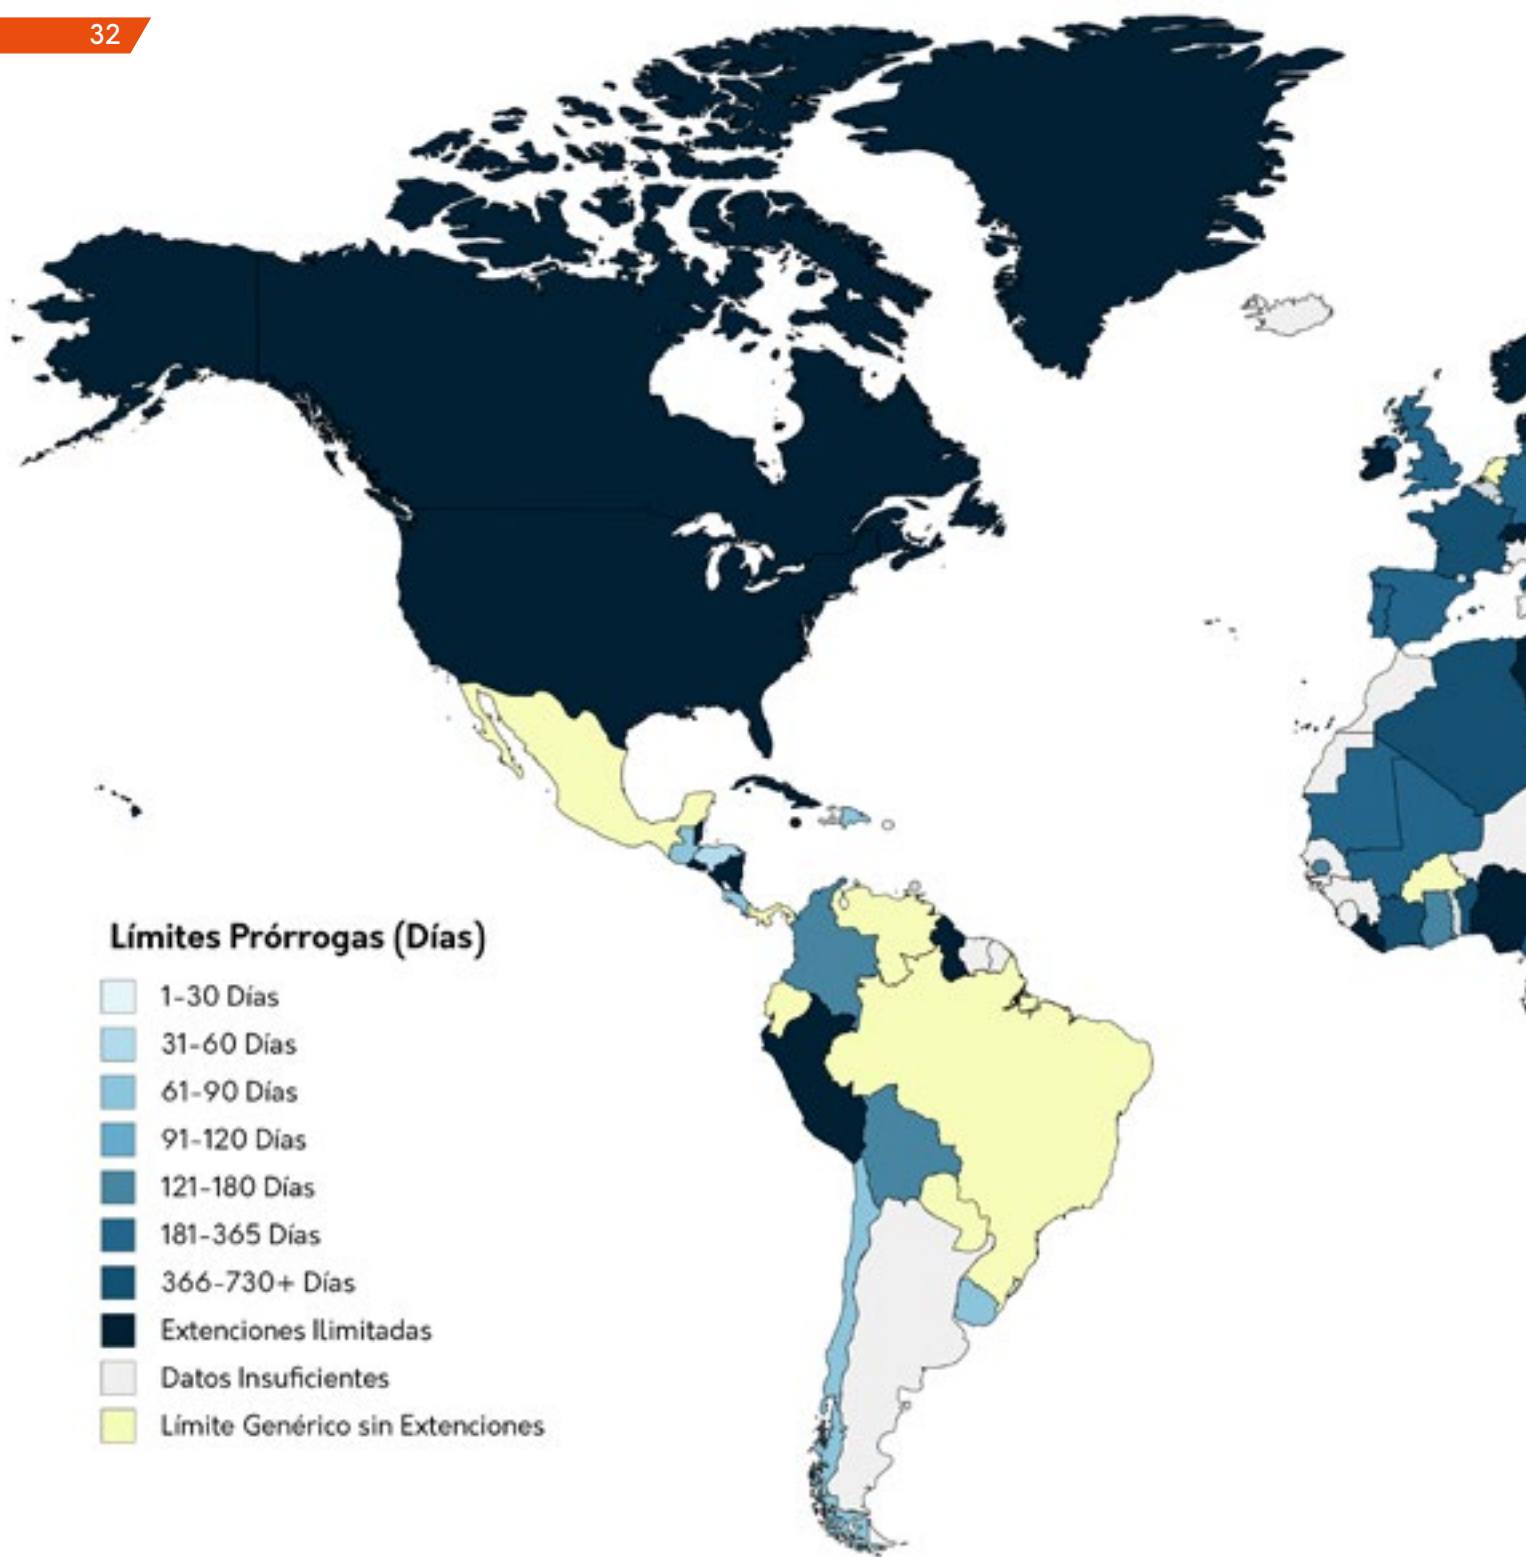 32
Límites Prórrogas (Días)
1-30 Días
31-60 Días
61-90 Días
91-120 Días
121-180 Días
181-365 Días
366-730+ Días
Extenciones Ilimitadas
Datos Insuficientes
Límite Genérico sin Extenciones